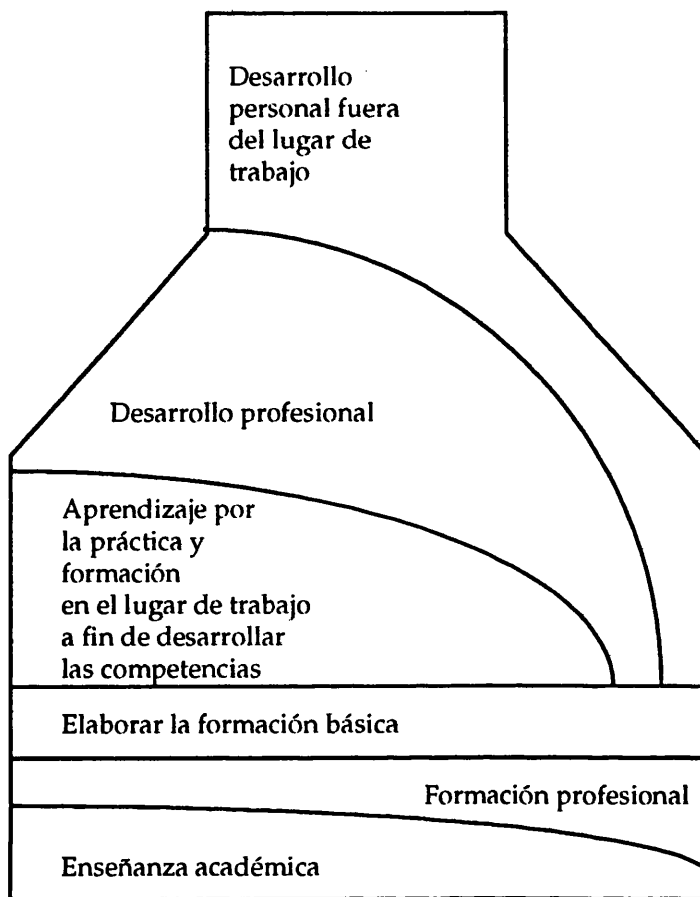 Desarrollo
personal fuera
del lugar de
trabajo
Desarrollo profesional
Aprendizaje por
la práctica y
formación
en el lugar de trabajo
a fin de desarrollar
las competencias
Elaborar la formación básica
Formación profesional
Enseñanza académica